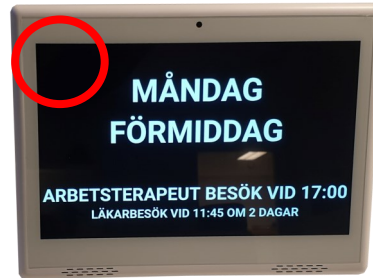 MÅNDAG
FÖRMIDDAG
ARBETSTERAPEUT BESÖK VID 17:00
LÄKARBESÖK VID 11:45 OM 2 DAGAR